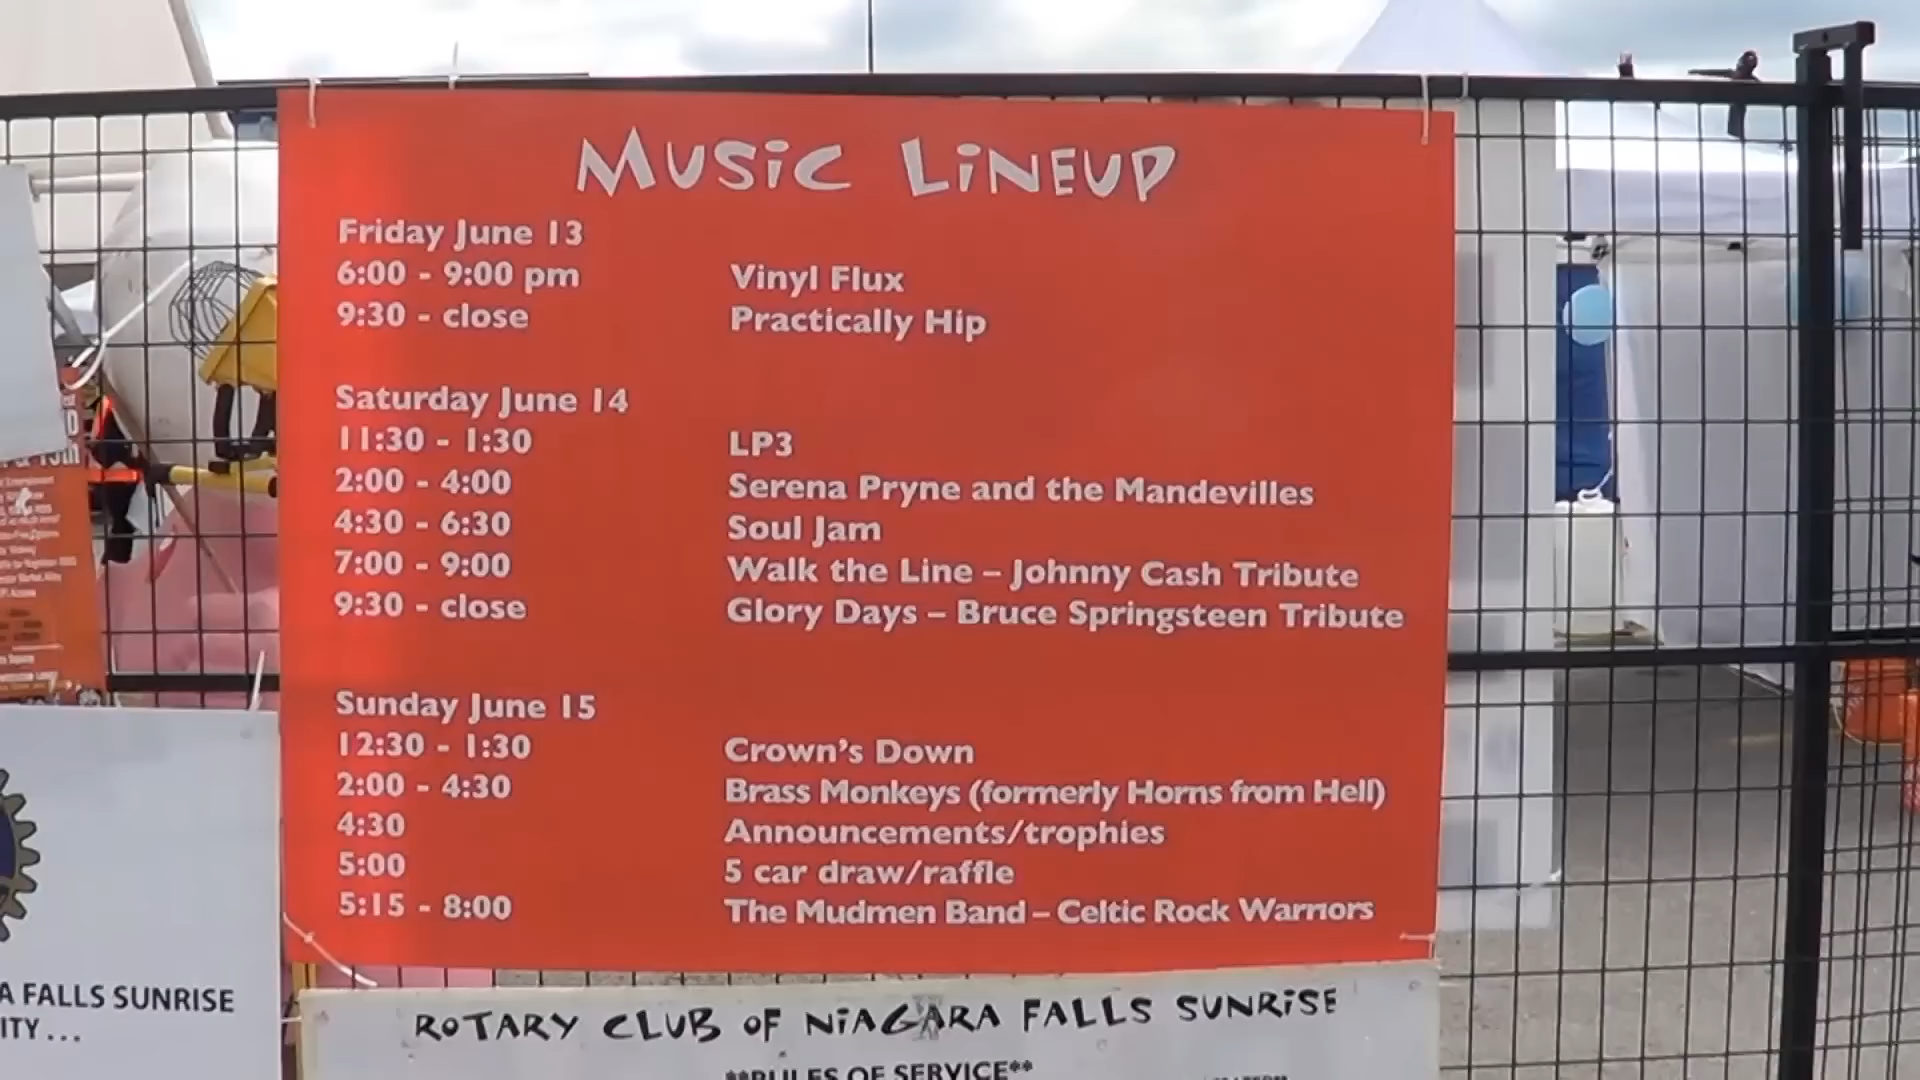 MUSiC LiNEUP
Friday June 13
6:00 - 9:00 pm Vinyl Flux
9:30 - close Practically Hip
Saturday June 14
11:30 - 1:30 LP3
2:00 - 4:00 Serena Pryne and the Mandevilles
4:30 - 6:30 Soul Jam
7:00 - 9:00 Walk the Line – Johnny Cash Tribute
9:30 - close Glory Days – Bruce Springsteen Tribute
Sunday June 15
12:30 - 1:30 Crown's Down
2:00 - 4:30 Brass Monkeys (formerly Horns from Hell)
4:30 Announcements/trophies
5:00 5 car draw/raffle
5:15 - 8:00 The Mudmen Band – Celtic Rock Warriors
A FALLS SUNRISE
ITY...
ROTARY CLUB OF NiAGARA FALLS SUNRiSE
**RULES OF SERVICE**